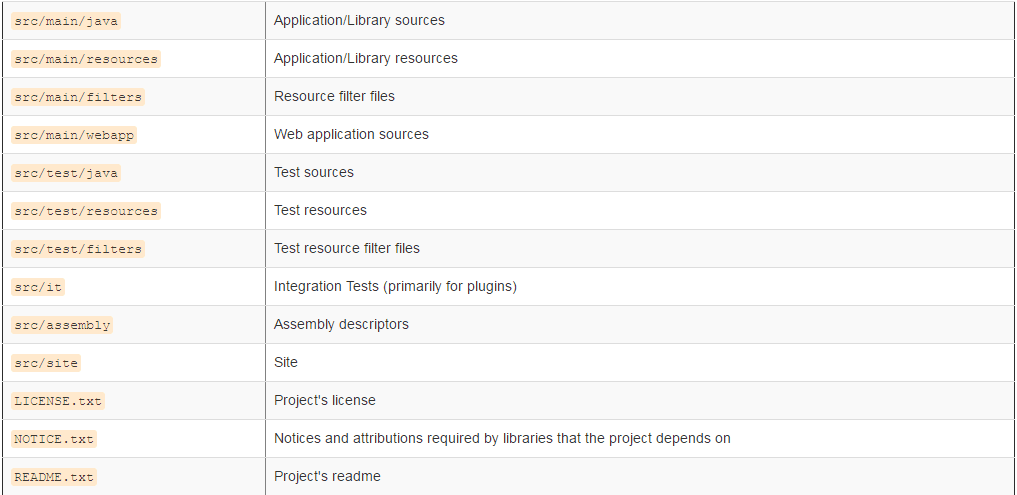 src/main/java Application/Library sources
src/main/resources Application/Library resources
src/main/filters Resource filter files
src/main/webapp Web application sources
src/test/java Test sources
src/test/resources Test resources
src/test/filters Test resource filter files
src/it Integration Tests (primarily for plugins)
src/assembly Assembly descriptors
src/site Site
LICENSE.txt Project's license
NOTICE.txt Notices and attributions required by libraries that the project depends on
README.txt Project's readme